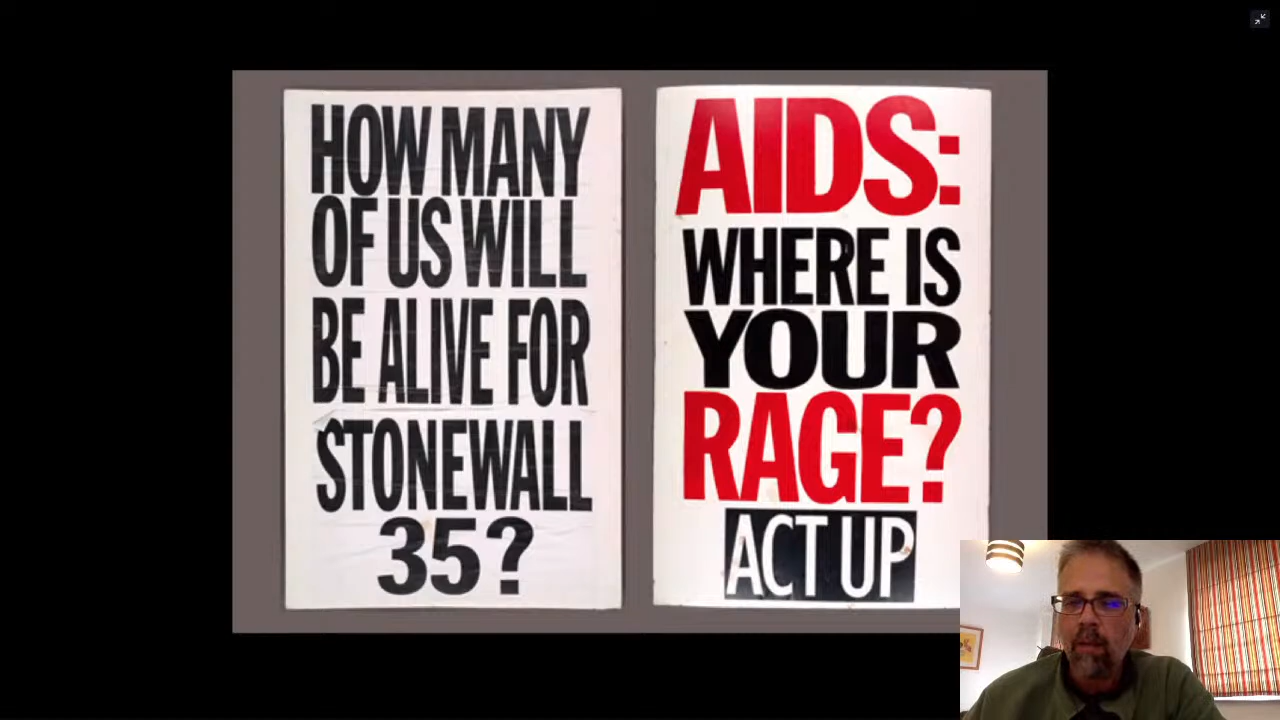 HOW MANY
OF US WILL
BE ALIVE FOR
STONEWALL
35?
AIDS:
WHERE IS
YOUR
RAGE?
ACT UP